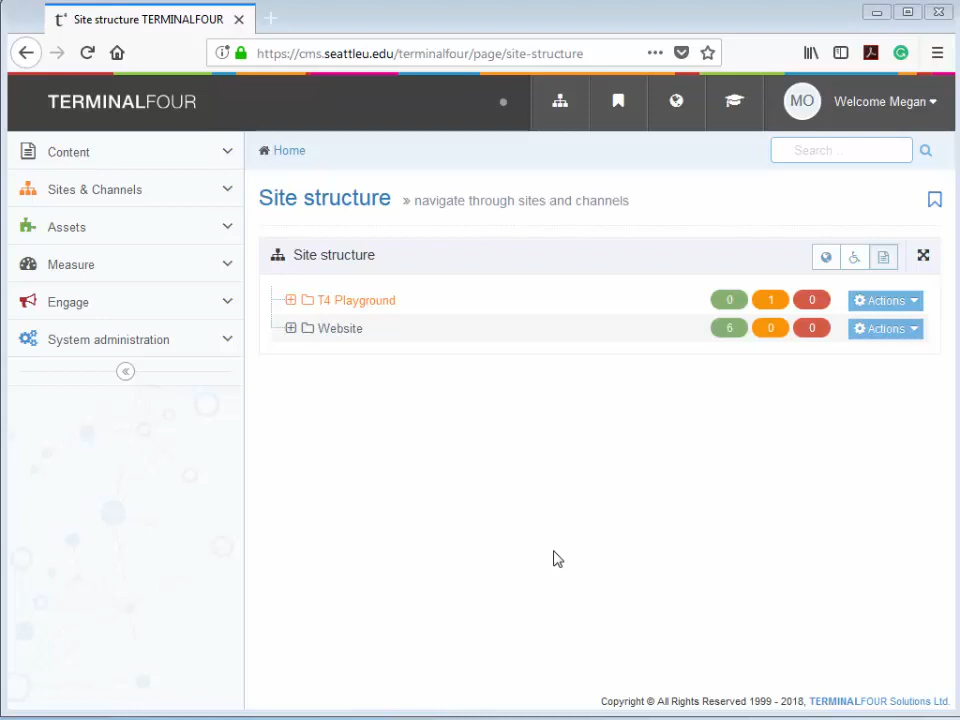 Site structure TERMINALFOUR
https://cms.seattleu.edu/terminalfour/page/site-structure
TERMINALFOUR
MO
Welcome Megan
Content
Sites & Channels
Assets
Measure
Engage
System administration
Home
Search ..
Site structure » navigate through sites and channels
Site structure
T4 Playground 0 1 0 Actions
Website 6 0 0 Actions
Copyright © All Rights Reserved 1999 - 2018, TERMINALFOUR Solutions Ltd.